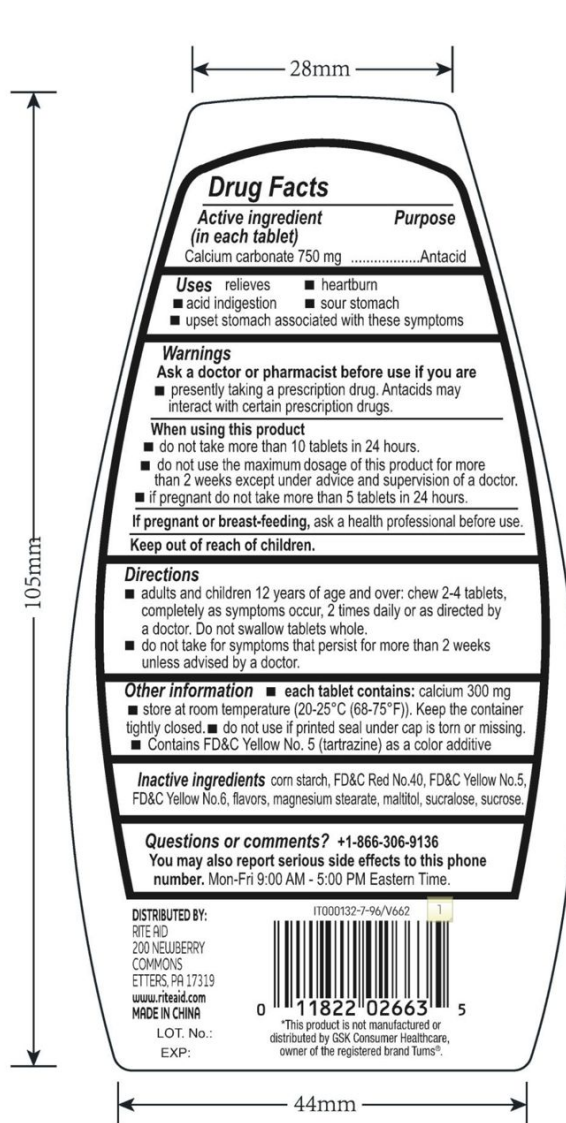 28mm
105mm
Drug Facts
Active ingredient Purpose
(in each tablet)
Calcium carbonate 750 mg ..................Antacid
Uses relieves ■ heartburn
■ acid indigestion ■ sour stomach
■ upset stomach associated with these symptoms
Warnings
Ask a doctor or pharmacist before use if you are
■ presently taking a prescription drug. Antacids may
interact with certain prescription drugs.
When using this product
■ do not take more than 10 tablets in 24 hours.
■ do not use the maximum dosage of this product for more
than 2 weeks except under advice and supervision of a doctor.
■ if pregnant do not take more than 5 tablets in 24 hours.
If pregnant or breast-feeding, ask a health professional before use.
Keep out of reach of children.
Directions
■ adults and children 12 years of age and over: chew 2-4 tablets,
completely as symptoms occur, 2 times daily or as directed by
a doctor. Do not swallow tablets whole.
■ do not take for symptoms that persist for more than 2 weeks
unless advised by a doctor.
Other information ■ each tablet contains: calcium 300 mg
■ store at room temperature (20-25°C (68-75°F)). Keep the container
tightly closed. ■ do not use if printed seal under cap is torn or missing.
■ Contains FD&C Yellow No. 5 (tartrazine) as a color additive
Inactive ingredients corn starch, FD&C Red No.40, FD&C Yellow No.5,
FD&C Yellow No.6, flavors, magnesium stearate, maltitol, sucralose, sucrose.
Questions or comments? +1-866-306-9136
You may also report serious side effects to this phone
number. Mon-Fri 9:00 AM - 5:00 PM Eastern Time.
DISTRIBUTED BY:
RITE AID
200 NEWBERRY
COMMONS
ETTERS, PA 17319
www.riteaid.com
MADE IN CHINA
LOT. No.:
EXP:
IT000132-7-96/V662 1
0 11822 02663 5
*This product is not manufactured or
distributed by GSK Consumer Healthcare,
owner of the registered brand Tums®.
44mm